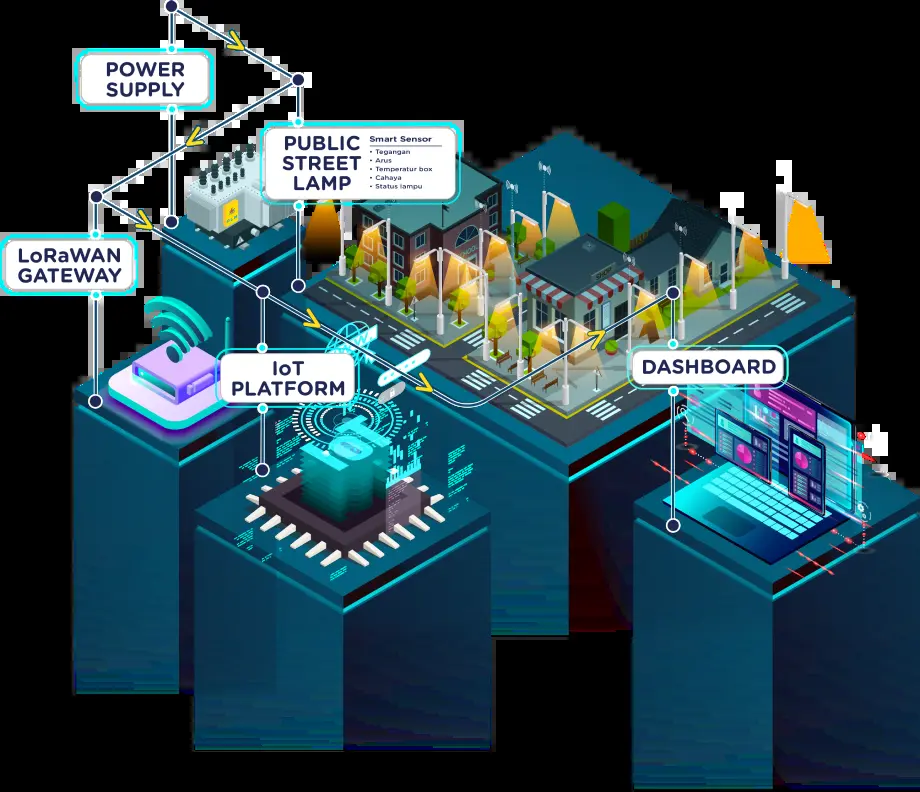 POWER
SUPPLY
PUBLIC
STREET
LAMP
Smart Sensor
• Tegangan
• Arus
• Temperatur box
• Cahaya
• Status lampu
LoRaWAN
GATEWAY
IoT
PLATFORM
DASHBOARD